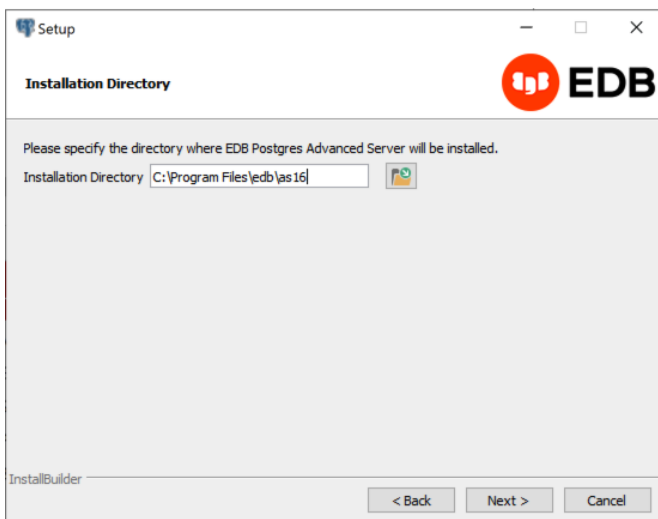 Setup
Installation Directory
EDB
Please specify the directory where EDB Postgres Advanced Server will be installed.
Installation Directory C:\Program Files\edb\as16
InstallBuilder
< Back Next > Cancel